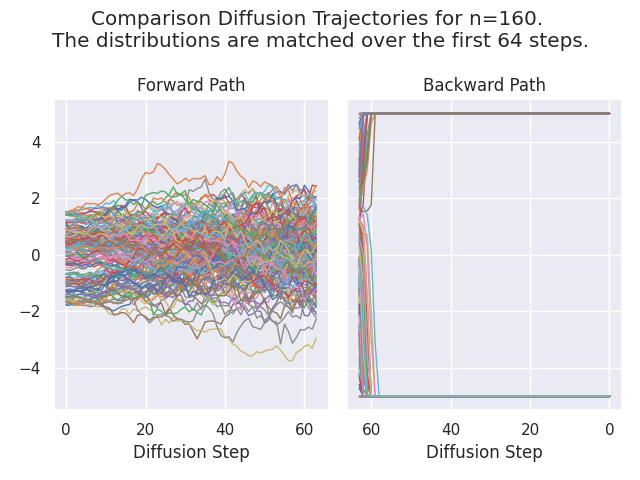 Comparison Diffusion Trajectories for n=160.
The distributions are matched over the first 64 steps.
Forward Path
Backward Path
4
2
0
−2
−4
0 20 40 60
60 40 20 0
Diffusion Step
Diffusion Step